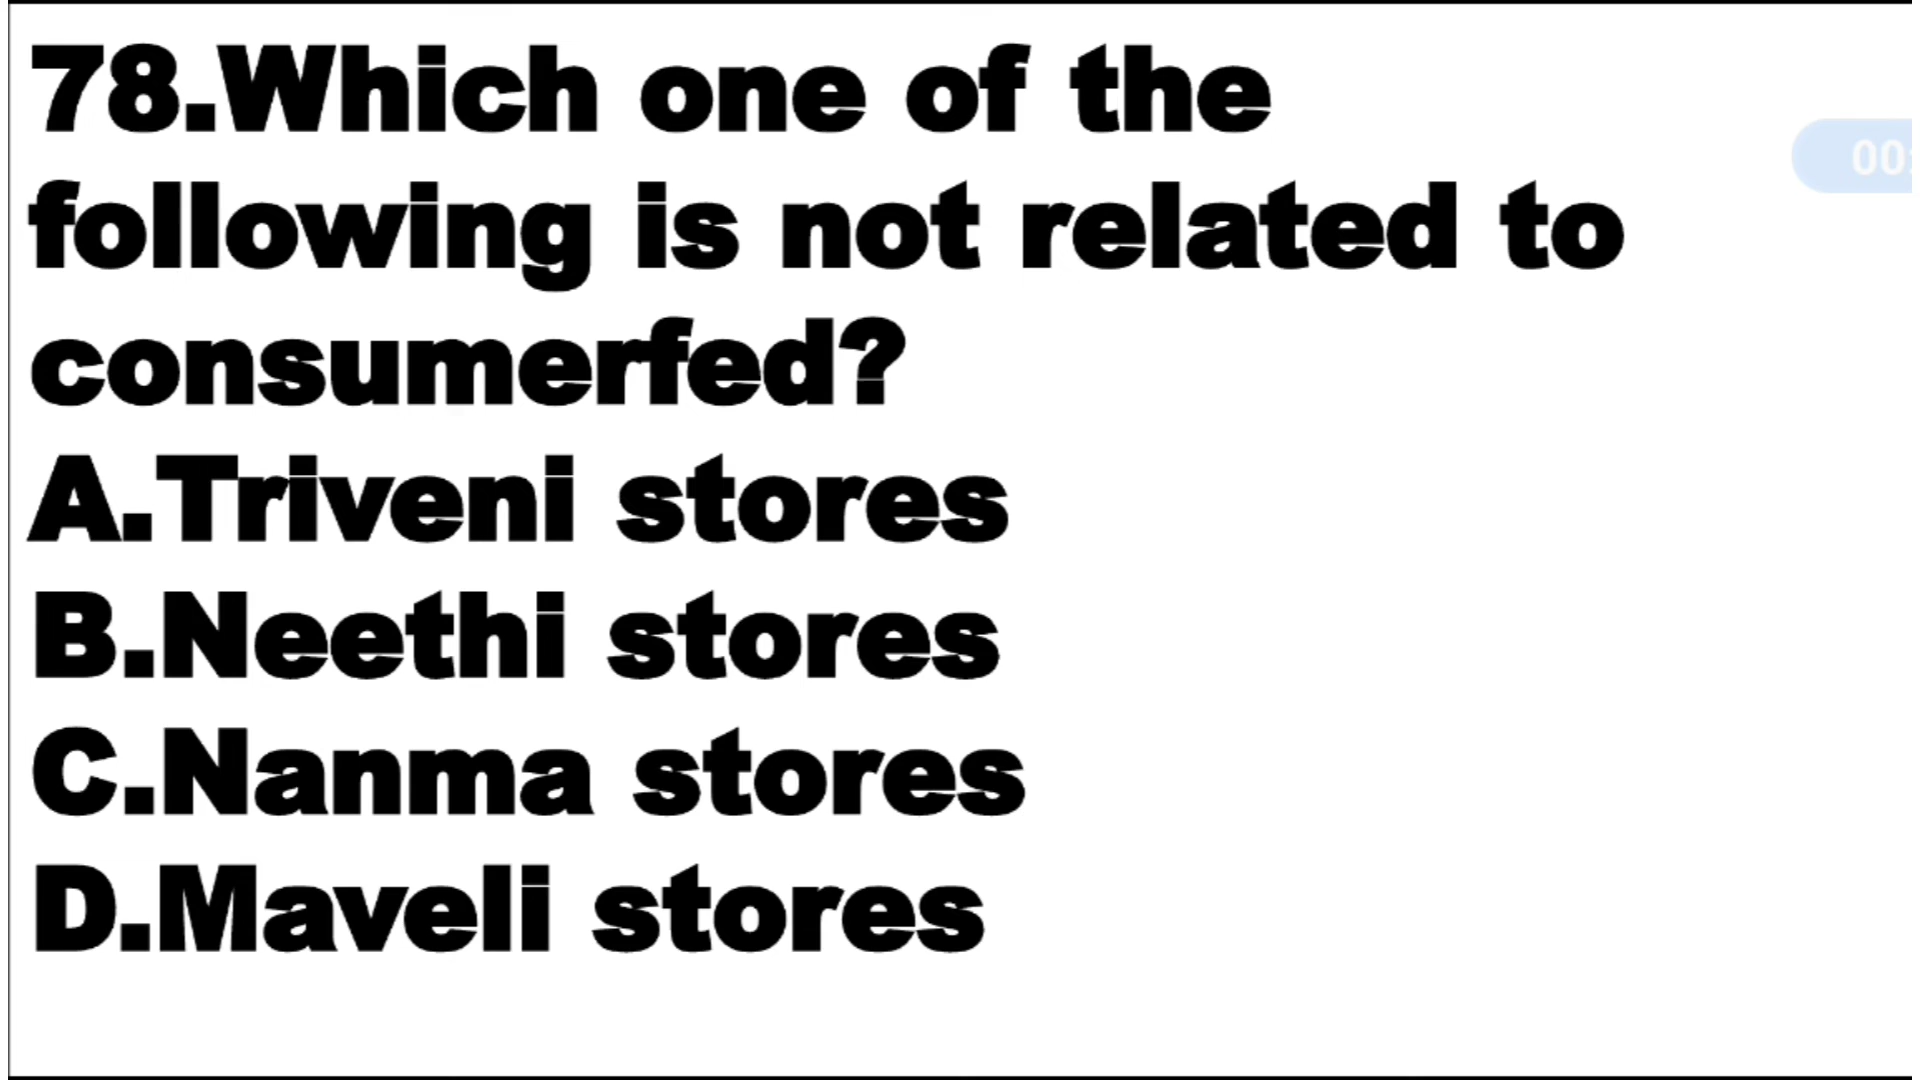 78.Which one of the
following is not related to
consumerfed?
A.Triveni stores
B.Neethi stores
C.Nanma stores
D.Maveli stores
00: